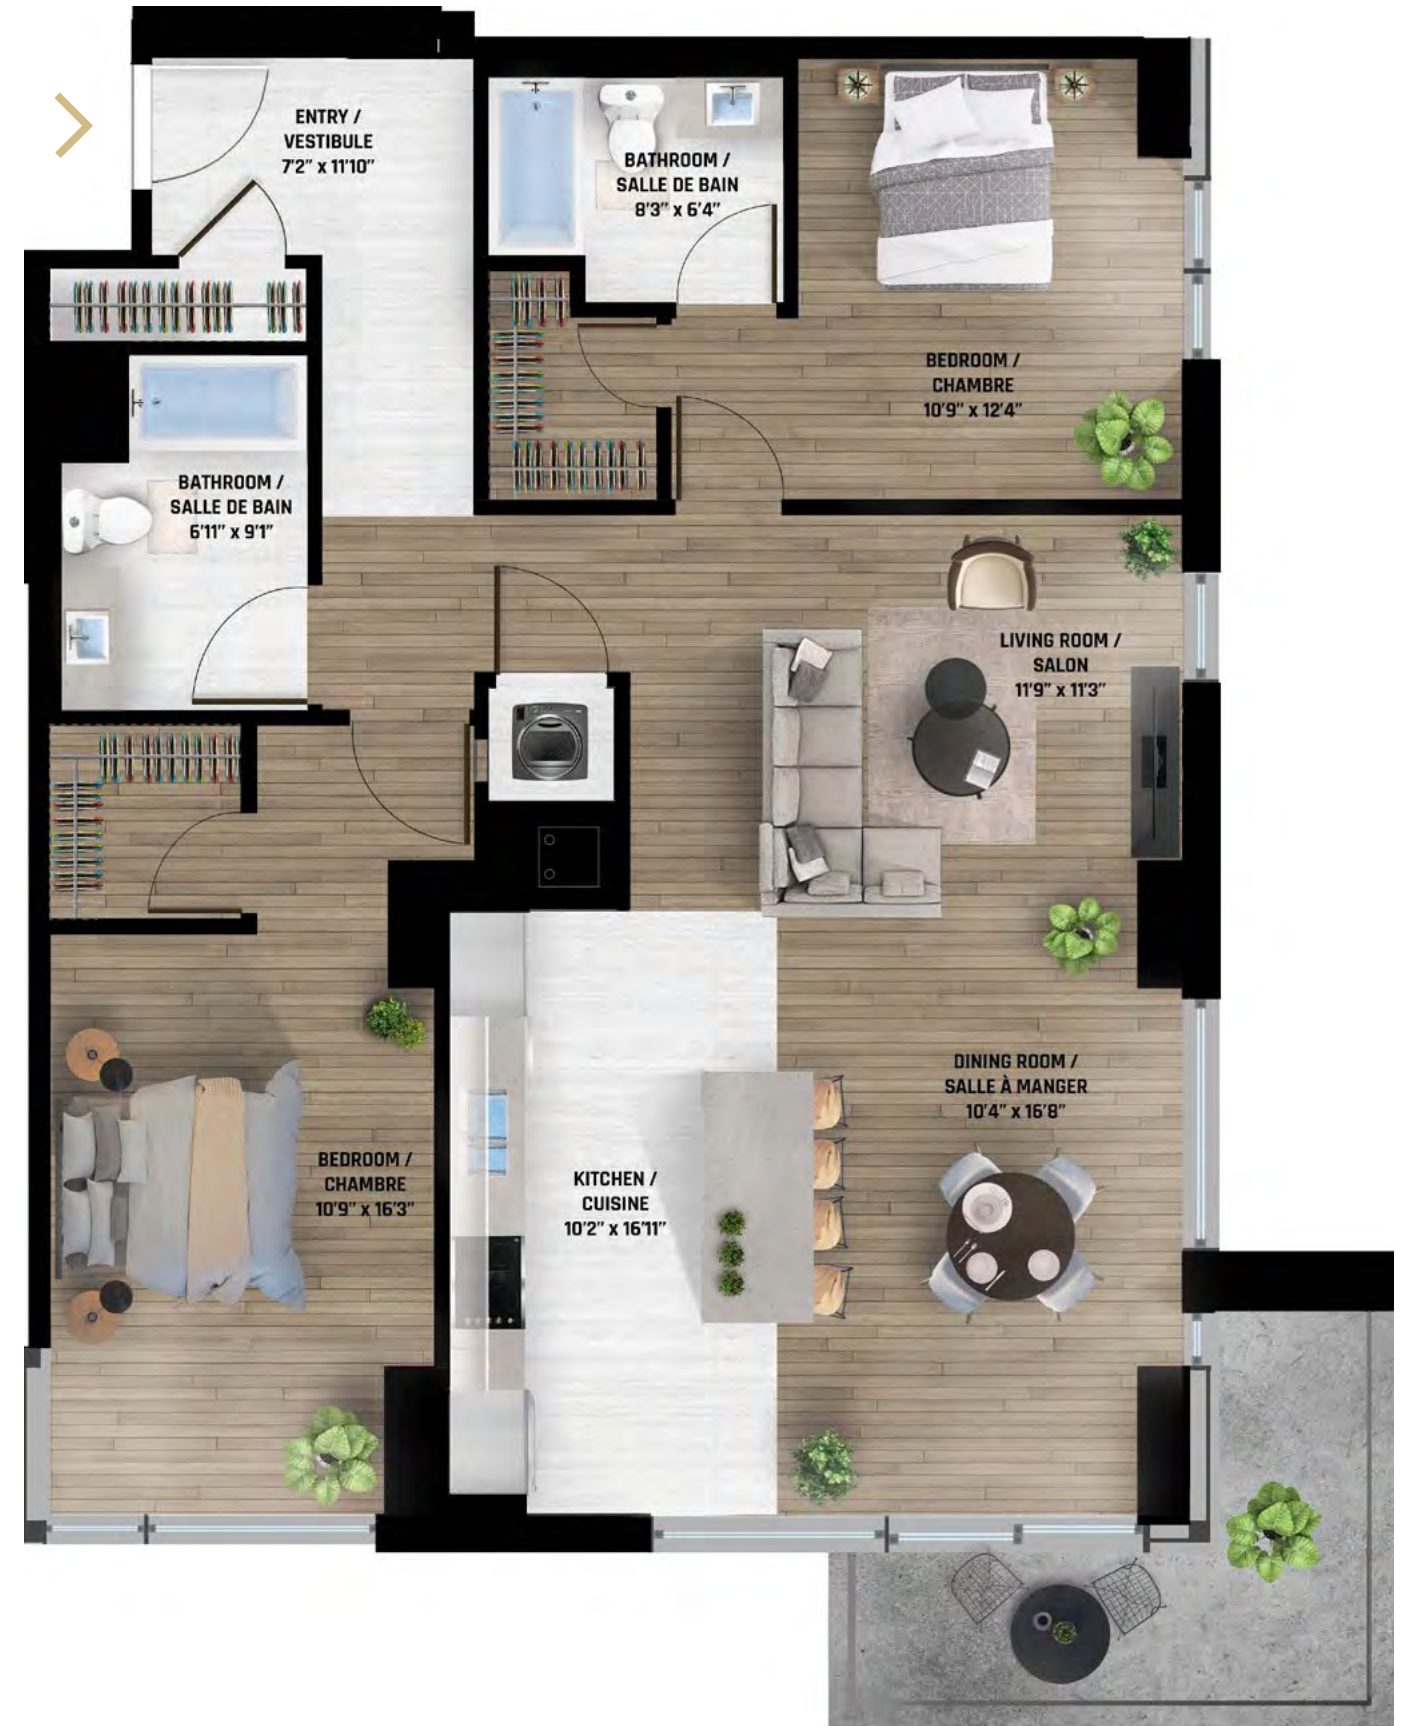 ENTRY /
VESTIBULE
7'2" x 11'10"
BATHROOM /
SALLE DE BAIN
8'3" x 6'4"
BEDROOM /
CHAMBRE
10'9" x 12'4"
BATHROOM /
SALLE DE BAIN
6'11" x 9'1"
LIVING ROOM /
SALON
11'9" x 11'3"
DINING ROOM /
SALLE À MANGER
10'4" x 16'8"
BEDROOM /
CHAMBRE
10'9" x 16'3"
KITCHEN /
CUISINE
10'2" x 16'11"